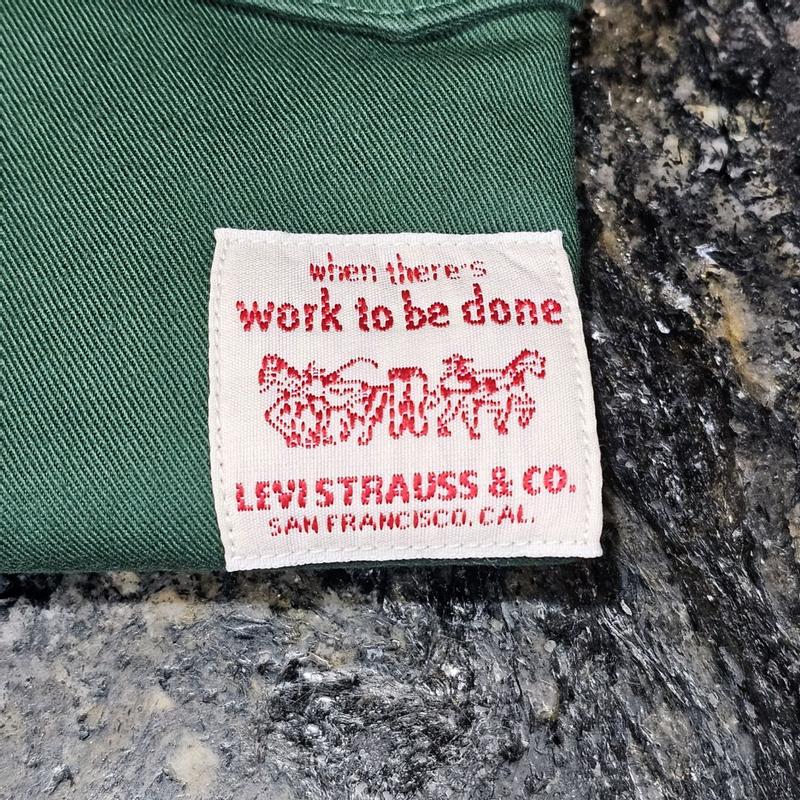 when there's
work to be done
LEVI STRAUSS & CO.
SAN FRANCISCO, CAL.